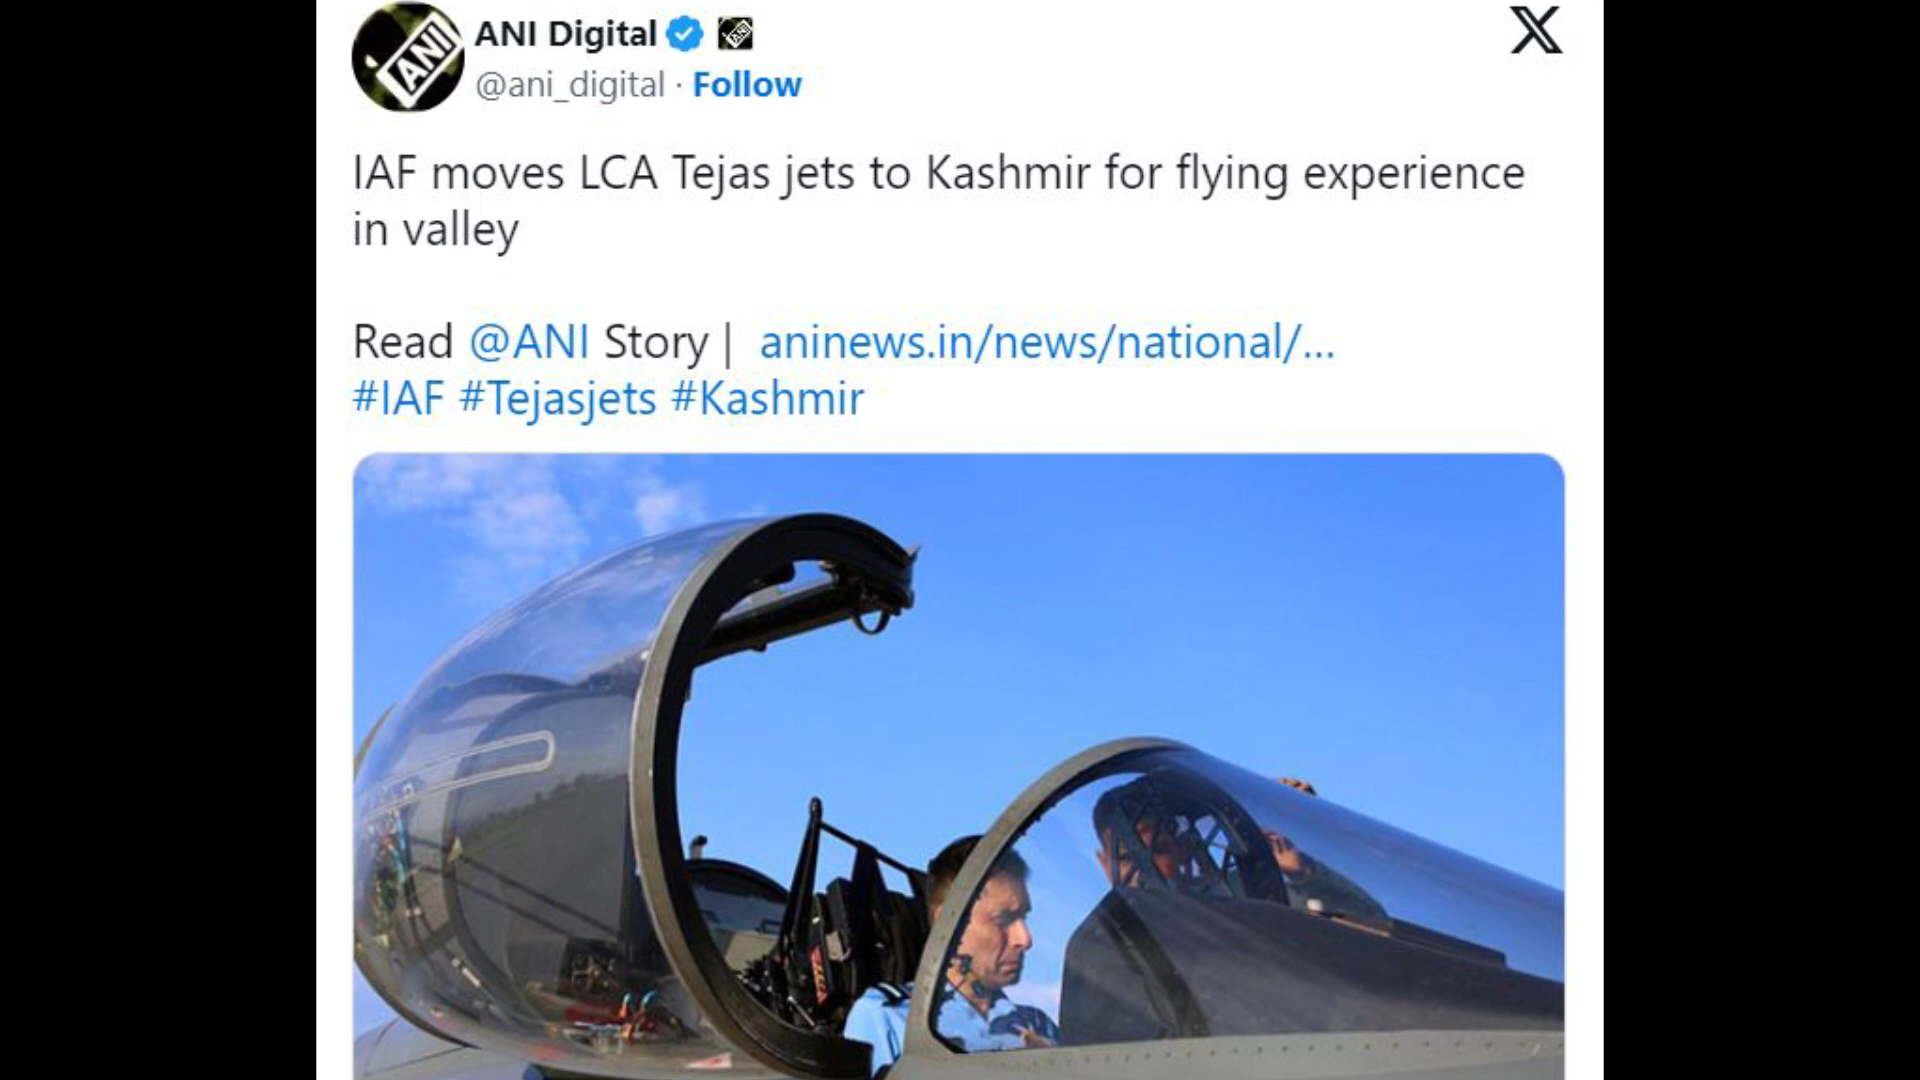 ANI Digital
@ani_digital · Follow
IAF moves LCA Tejas jets to Kashmir for flying experience
in valley
Read @ANI Story | aninews.in/news/national/...
#IAF #Tejasjets #Kashmir
ANI